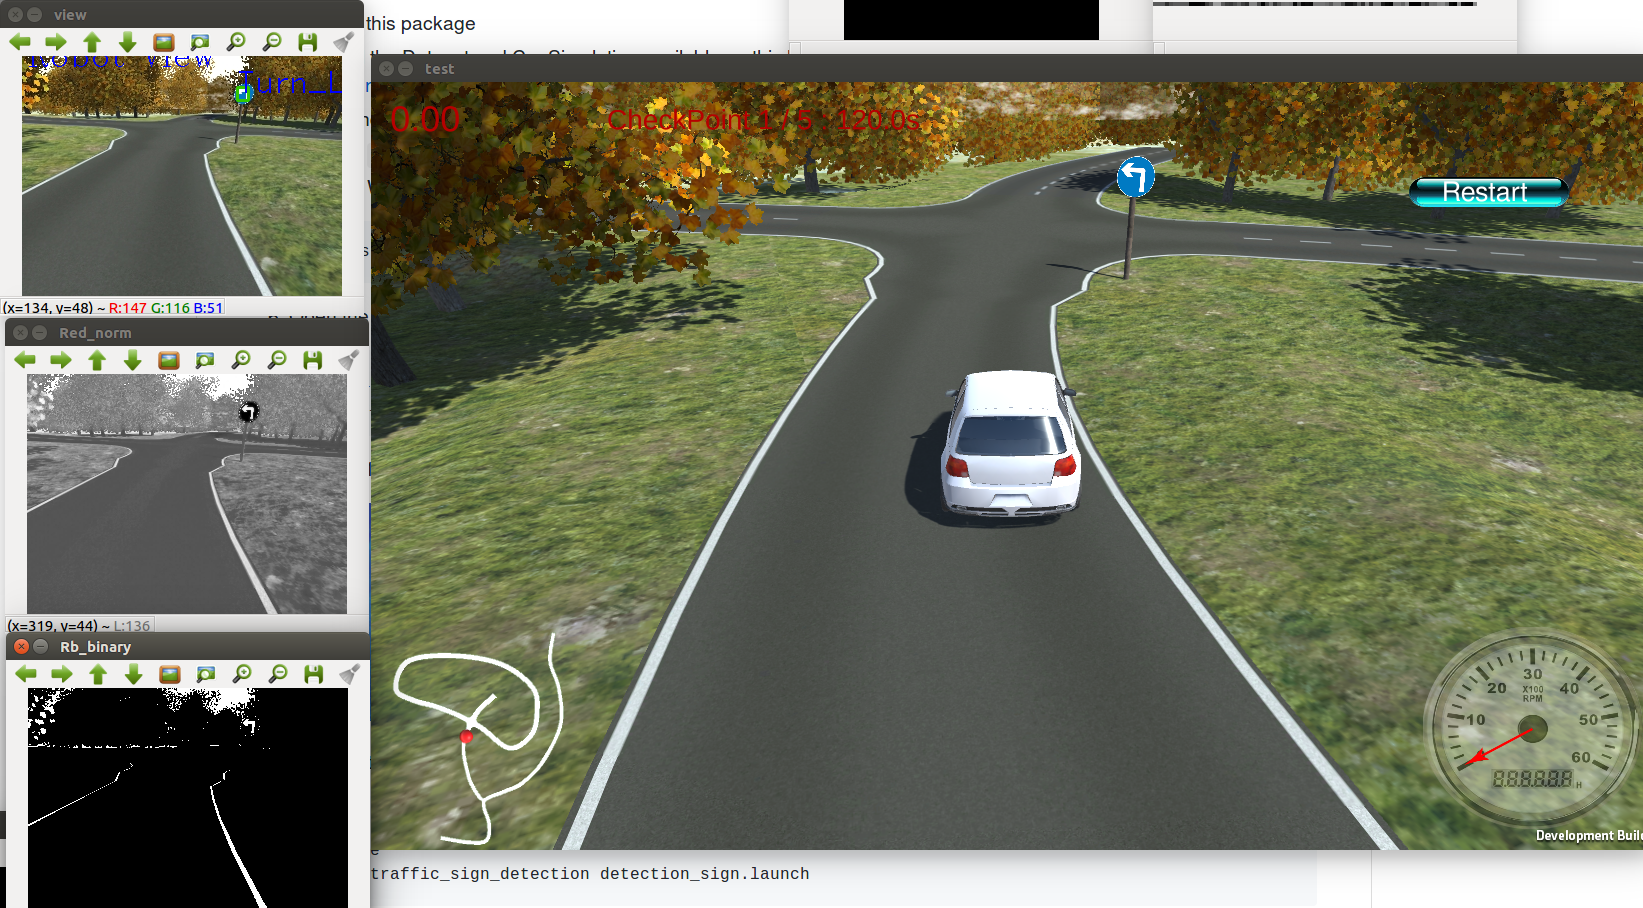 view
Robot View
Turn_L
(x=134, y=48) ~ R:147 G:116 B:51
Red_norm
(x=319, y=44) ~ L:136
Rb_binary
this package
test
0.00
CheckPoint 1 / 5 : 120.0s
Restart
10
20
30
40
50
60
X100
RPM
H
Development Buil
traffic_sign_detection detection_sign.launch